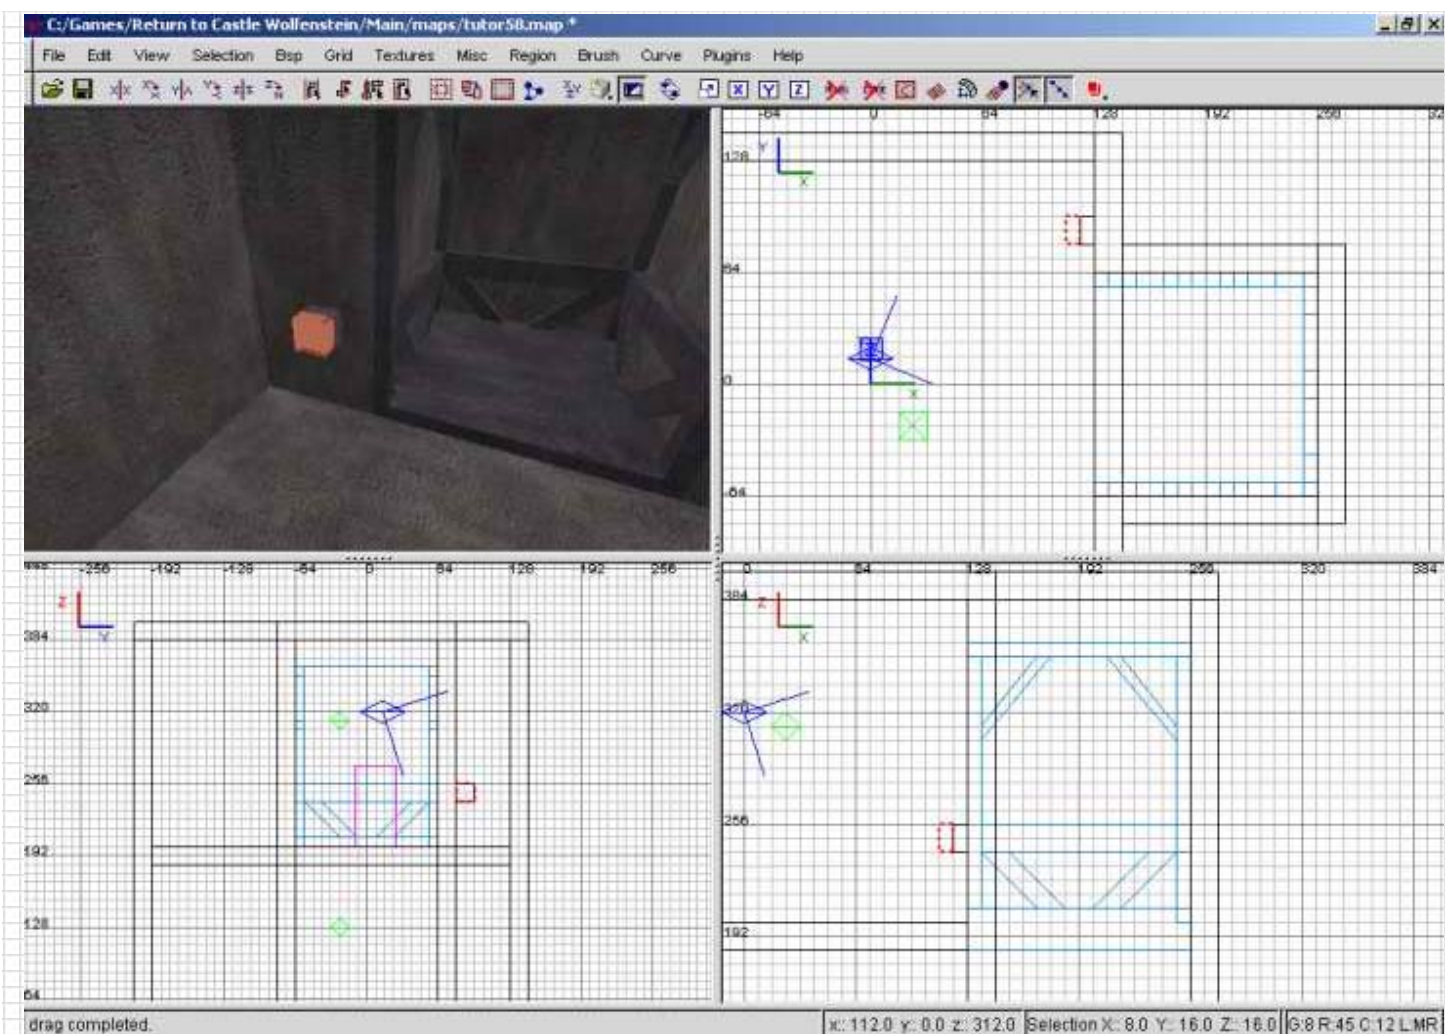 C:/Games/Return to Castle Wolfenstein/Main/maps/tutor58.map *
File Edit View Selection Bsp Grid Textures Misc Region Brush Curve Plugins Help
X Y Z
-64 0 64 128 192 256
128
Y
X
64
0
X
-64
-256 -192 -128 -64 0 64 128 192 256
Z
Y
384
320
256
192
128
64
0 64 128 192 256 320 384
384
Z
X
320
256
192
drag completed.
x:: 112.0 y:: 0.0 z:: 312.0 Selection X:: 8.0 Y:: 16.0 Z:: 16.0 G:8 R:45 C:12 L:MR